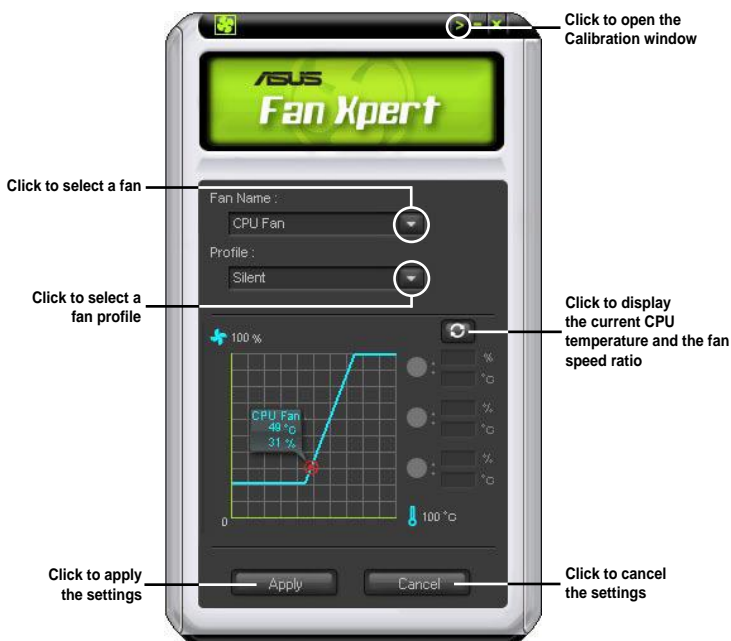 Click to open the
Calibration window
ASUS
Fan Xpert
Click to select a fan
Fan Name :
CPU Fan
Profile :
Silent
Click to select a
fan profile
Click to display
the current CPU
temperature and the fan
speed ratio
100 %
%
°C
CPU Fan
49 °C
31 %
%
°C
%
°C
0
100 °C
Click to apply
the settings
Apply
Cancel
Click to cancel
the settings